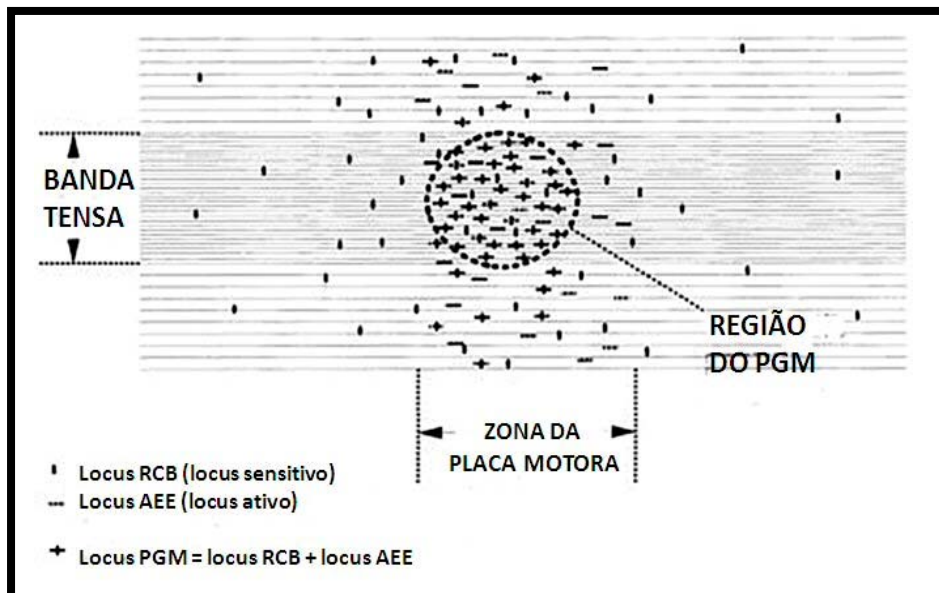 BANDA
TENSA
REGIÃO
DO PGM
ZONA DA
PLACA MOTORA
Locus RCB (locus sensitivo)
Locus AEE (locus ativo)
Locus PGM = locus RCB + locus AEE